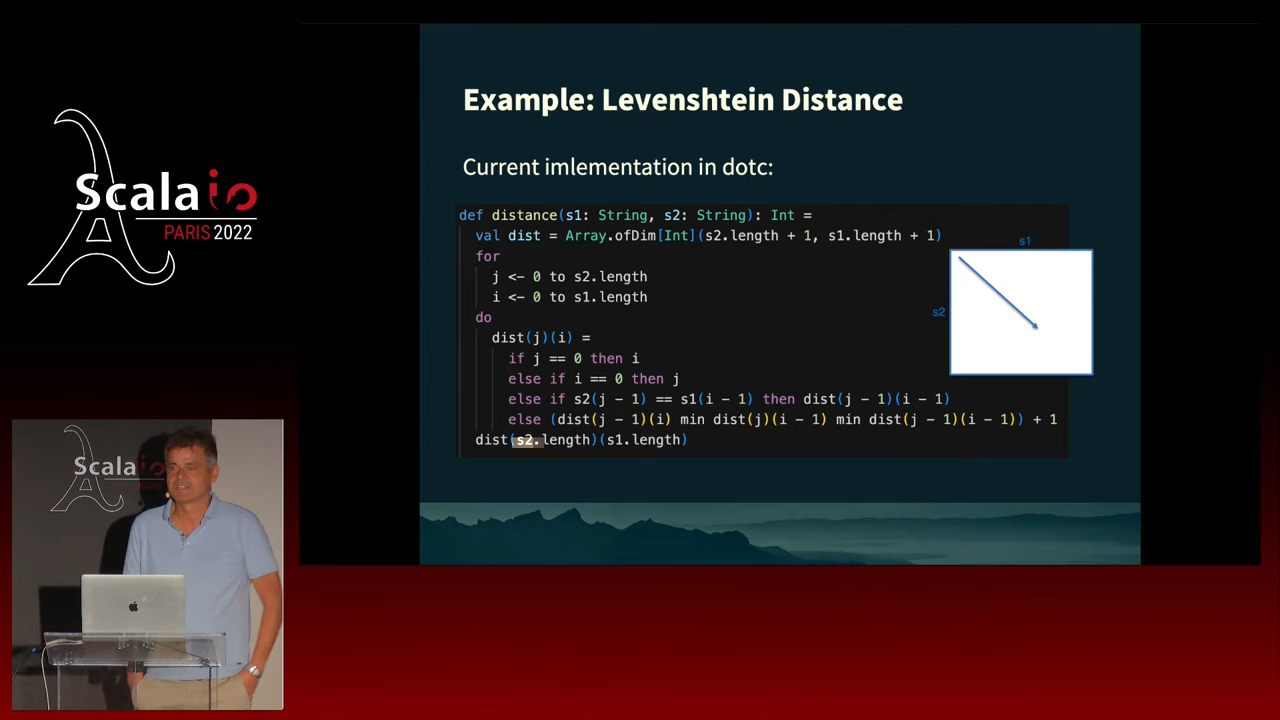 Scala io
PARIS 2022
Example: Levenshtein Distance
Current imlementation in dotc:
def distance(s1: String, s2: String): Int =
val dist = Array.ofDim[Int](s2.length + 1, s1.length + 1)
for
j <- 0 to s2.length
i <- 0 to s1.length
do
dist(j)(i) =
if j == 0 then i
else if i == 0 then j
else if s2(j - 1) == s1(i - 1) then dist(j - 1)(i - 1)
else (dist(j - 1)(i) min dist(j)(i - 1) min dist(j - 1)(i - 1)) + 1
dist(s2.length)(s1.length)
s1
s2
Scala